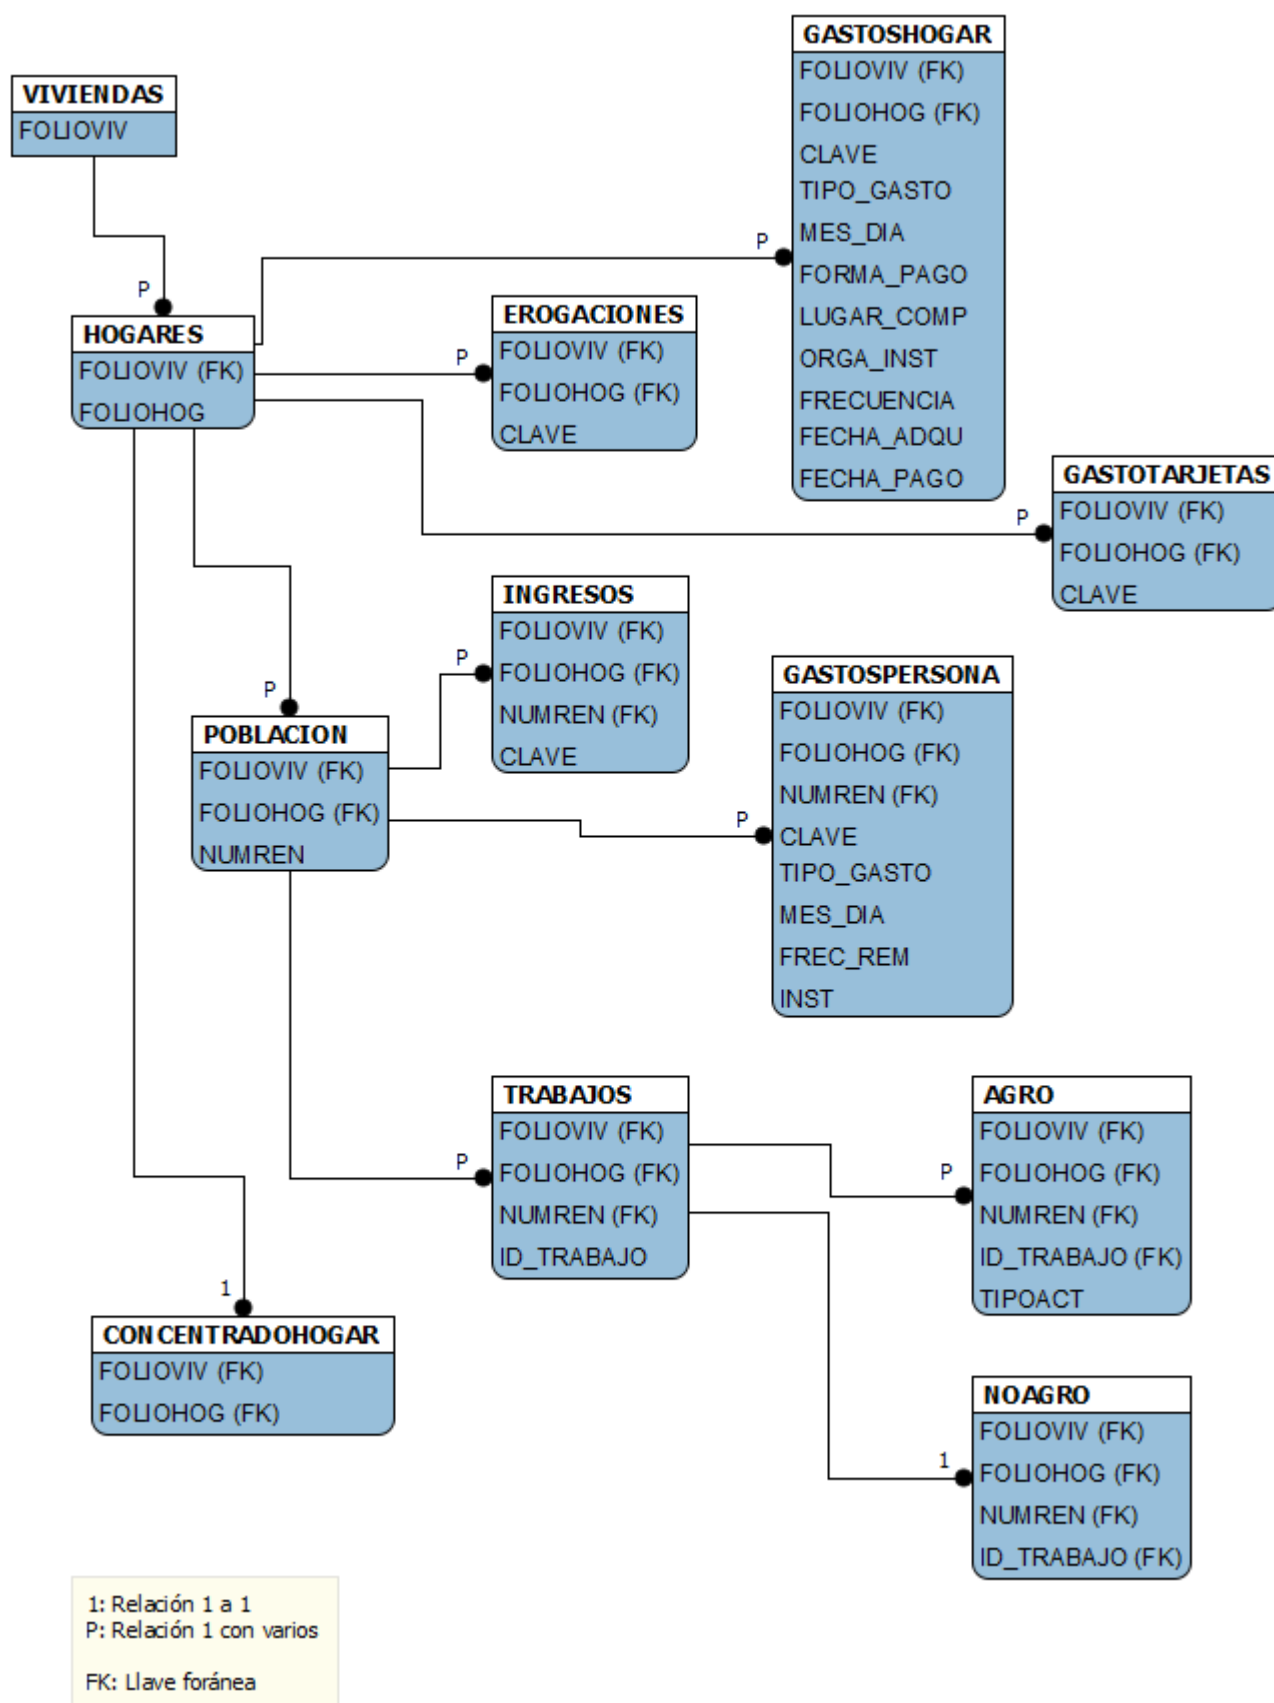 VIVIENDAS
FOLIOVIV
P
HOGARES
FOLIOVIV (FK)
FOLIOHOG
P
GASTOSHOGAR
FOLIOVIV (FK)
FOLIOHOG (FK)
CLAVE
TIPO_GASTO
MES_DIA
FORMA_PAGO
LUGAR_COMP
ORGA_INST
FRECUENCIA
FECHA_ADQU
FECHA_PAGO
P
EROGACIONES
FOLIOVIV (FK)
FOLIOHOG (FK)
CLAVE
P
GASTOTARJETAS
FOLIOVIV (FK)
FOLIOHOG (FK)
CLAVE
P
POBLACION
FOLIOVIV (FK)
FOLIOHOG (FK)
NUMREN
P
INGRESOS
FOLIOVIV (FK)
FOLIOHOG (FK)
NUMREN (FK)
CLAVE
P
GASTOSPERSONA
FOLIOVIV (FK)
FOLIOHOG (FK)
NUMREN (FK)
CLAVE
TIPO_GASTO
MES_DIA
FREC_REM
INST
P
TRABAJOS
FOLIOVIV (FK)
FOLIOHOG (FK)
NUMREN (FK)
ID_TRABAJO
P
AGRO
FOLIOVIV (FK)
FOLIOHOG (FK)
NUMREN (FK)
ID_TRABAJO (FK)
TIPOACT
1
CONCENTRADOHOGAR
FOLIOVIV (FK)
FOLIOHOG (FK)
1
NOAGRO
FOLIOVIV (FK)
FOLIOHOG (FK)
NUMREN (FK)
ID_TRABAJO (FK)
1: Relación 1 a 1
P: Relación 1 con varios
FK: Llave foránea